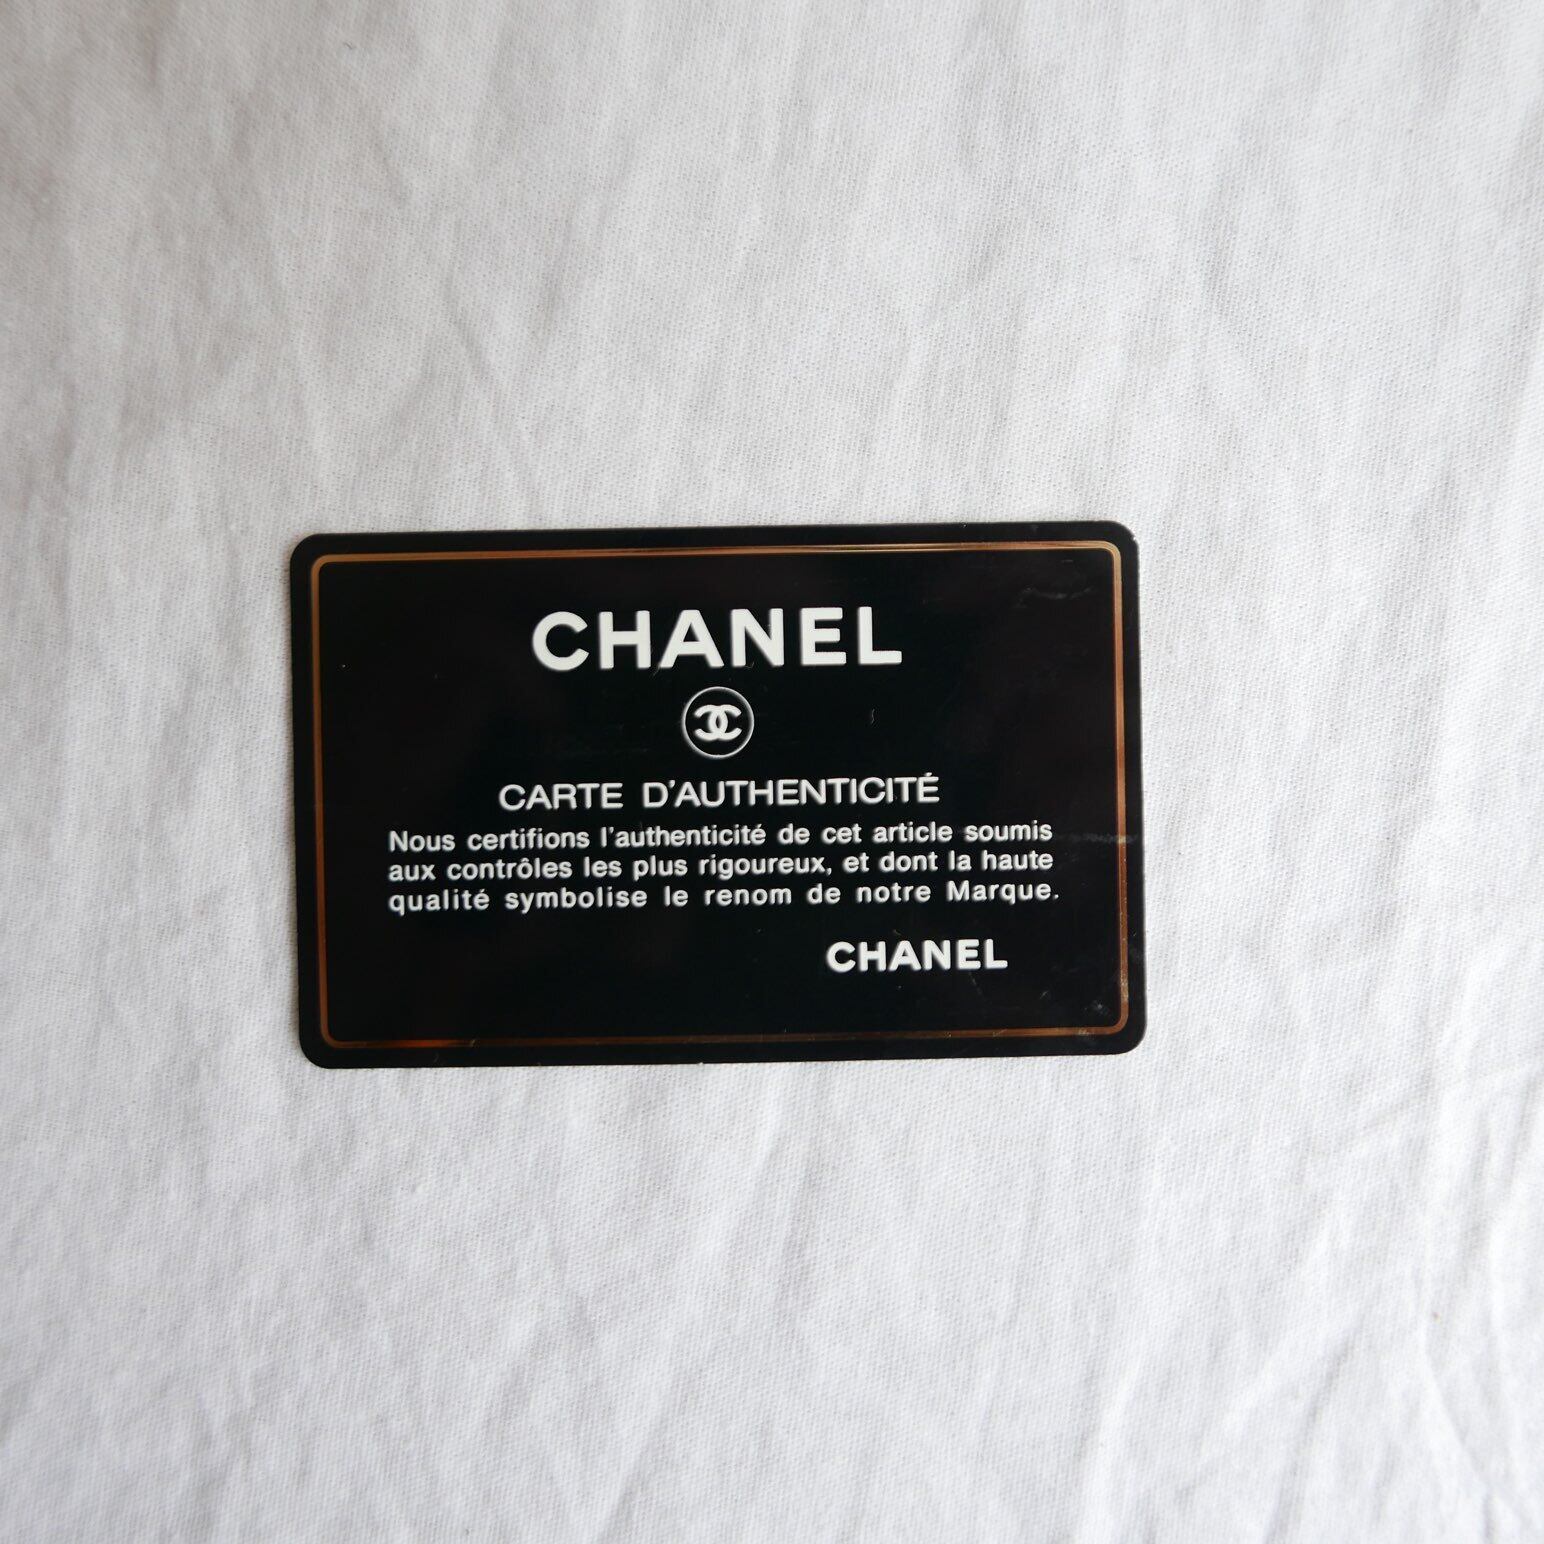 CHANEL
CARTE D'AUTHENTICITÉ
Nous certifions l'authenticité de cet article soumis
aux contrôles les plus rigoureux, et dont la haute
qualité symbolise le renom de notre Marque.
CHANEL